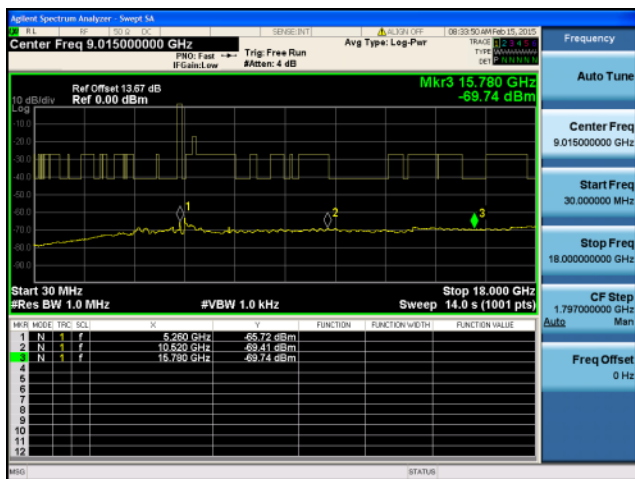 Agilent Spectrum Analyzer - Swept SA
RL RF 50 Ω DC SENSE:INT ALIGN OFF 08:33:50 AM Feb 15, 2015
Center Freq 9.015000000 GHz
PNO: Fast
IFGain:Low
Trig: Free Run
#Atten: 4 dB
Avg Type: Log-Pwr
TRACE 1 2 3 4 5 6
TYPE
DET P N N N N N
Ref Offset 13.67 dB
Ref 0.00 dBm
10 dB/div
Log
Mkr3 15.780 GHz
-69.74 dBm
-10.0
-20.0
-30.0
-40.0
-50.0
-60.0
-70.0
-80.0
-90.0
1
2
3
Start 30 MHz
#Res BW 1.0 MHz
#VBW 1.0 kHz
Stop 18.000 GHz
Sweep 14.0 s (1001 pts)
MKR MODE TRC SCL X Y FUNCTION FUNCTION WIDTH FUNCTION VALUE
1 N 1 f 5.260 GHz -65.72 dBm
2 N 1 f 10.520 GHz -69.41 dBm
3 N 1 f 15.780 GHz -69.74 dBm
4
5
6
7
8
9
10
11
12
MSG STATUS
Frequency
Auto Tune
Center Freq
9.015000000 GHz
Start Freq
30.000000 MHz
Stop Freq
18.000000000 GHz
CF Step
1.797000000 GHz
Auto Man
Freq Offset
0 Hz